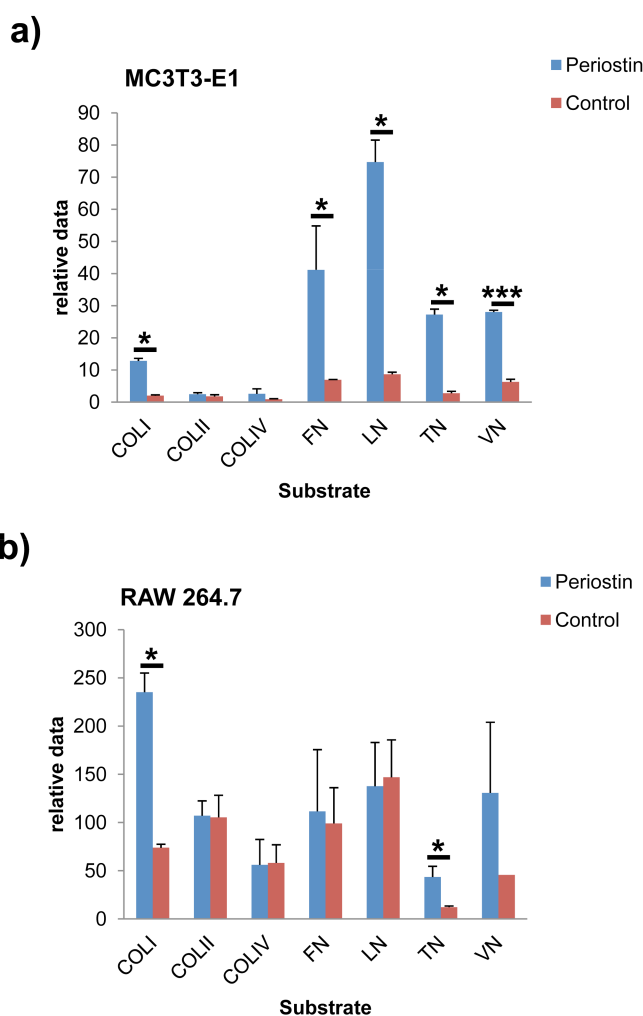 a)
MC3T3-E1
Periostin
Control
90
80
70
60
50
40
30
20
10
0
relative data
*
*
*
*
***
COLI
COLII
COLIV
FN
LN
TN
VN
Substrate
b)
RAW 264.7
Periostin
Control
300
250
200
150
100
50
0
relative data
*
*
COLI
COLII
COLIV
FN
LN
TN
VN
Substrate